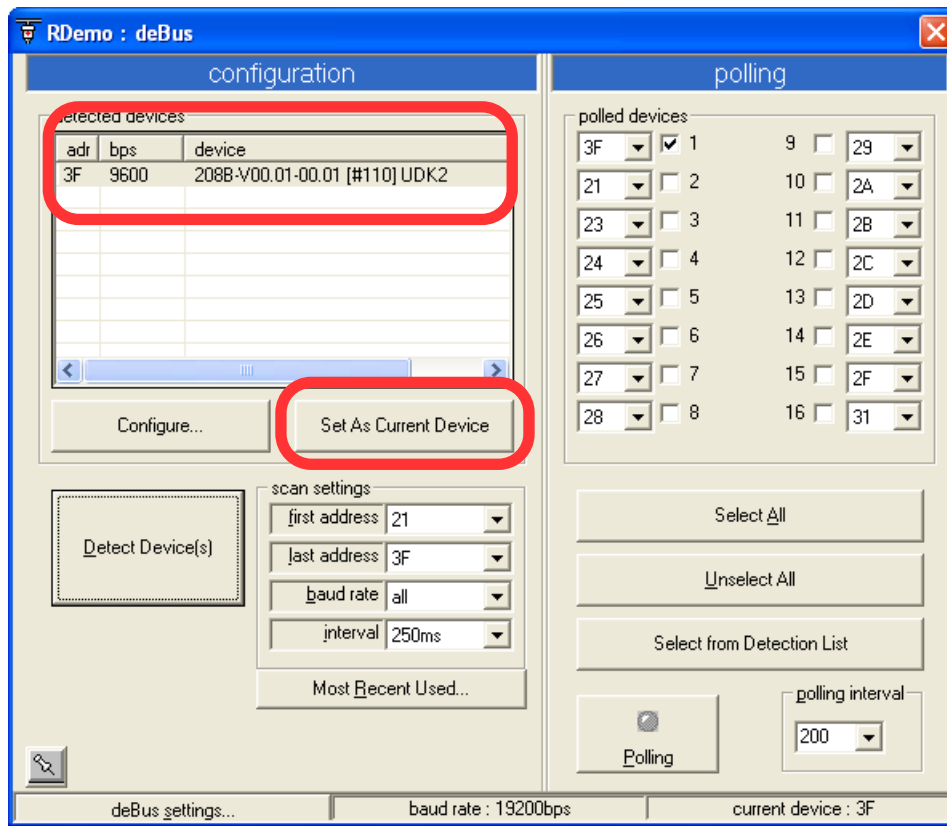 RDemo : deBus
configuration
detected devices
adr bps device
3F 9600 208B-V00.01-00.01 [#110] UDK2
Configure...
Set As Current Device
Detect Device(s)
scan settings
first address 21
last address 3F
baud rate all
interval 250ms
Most Recent Used...
polling
polled devices
3F 1 9 29
21 2 10 2A
23 3 11 2B
24 4 12 2C
25 5 13 2D
26 6 14 2E
27 7 15 2F
28 8 16 31
Select All
Unselect All
Select from Detection List
Polling
polling interval
200
deBus settings...
baud rate : 19200bps
current device : 3F